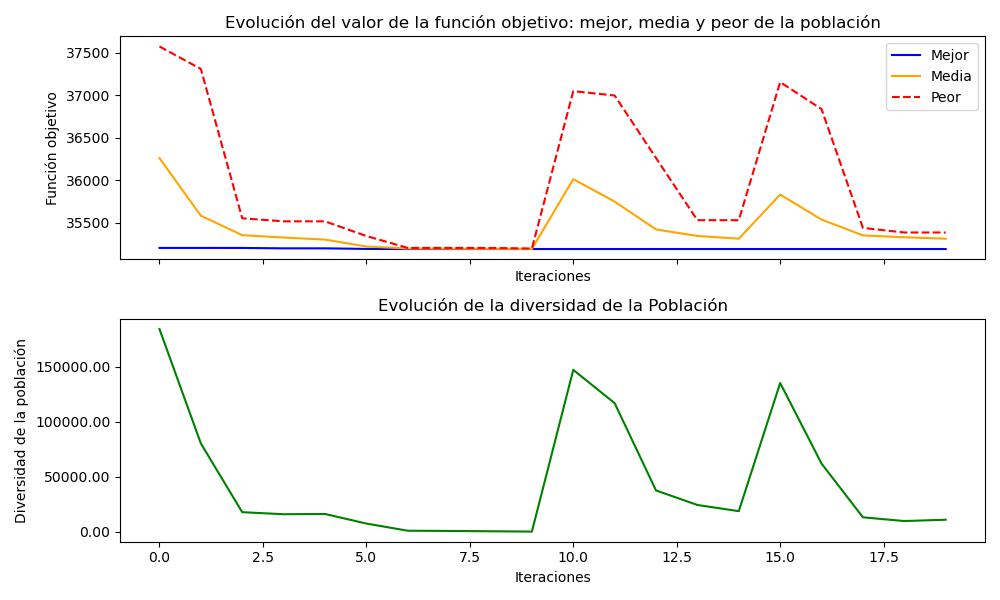 Evolución del valor de la función objetivo: mejor, media y peor de la población
Función objetivo
37500
37000
36500
36000
35500
Mejor
Media
Peor
Iteraciones
Evolución de la diversidad de la Población
Diversidad de la población
150000.00
100000.00
50000.00
0.00
0.0 2.5 5.0 7.5 10.0 12.5 15.0 17.5
Iteraciones